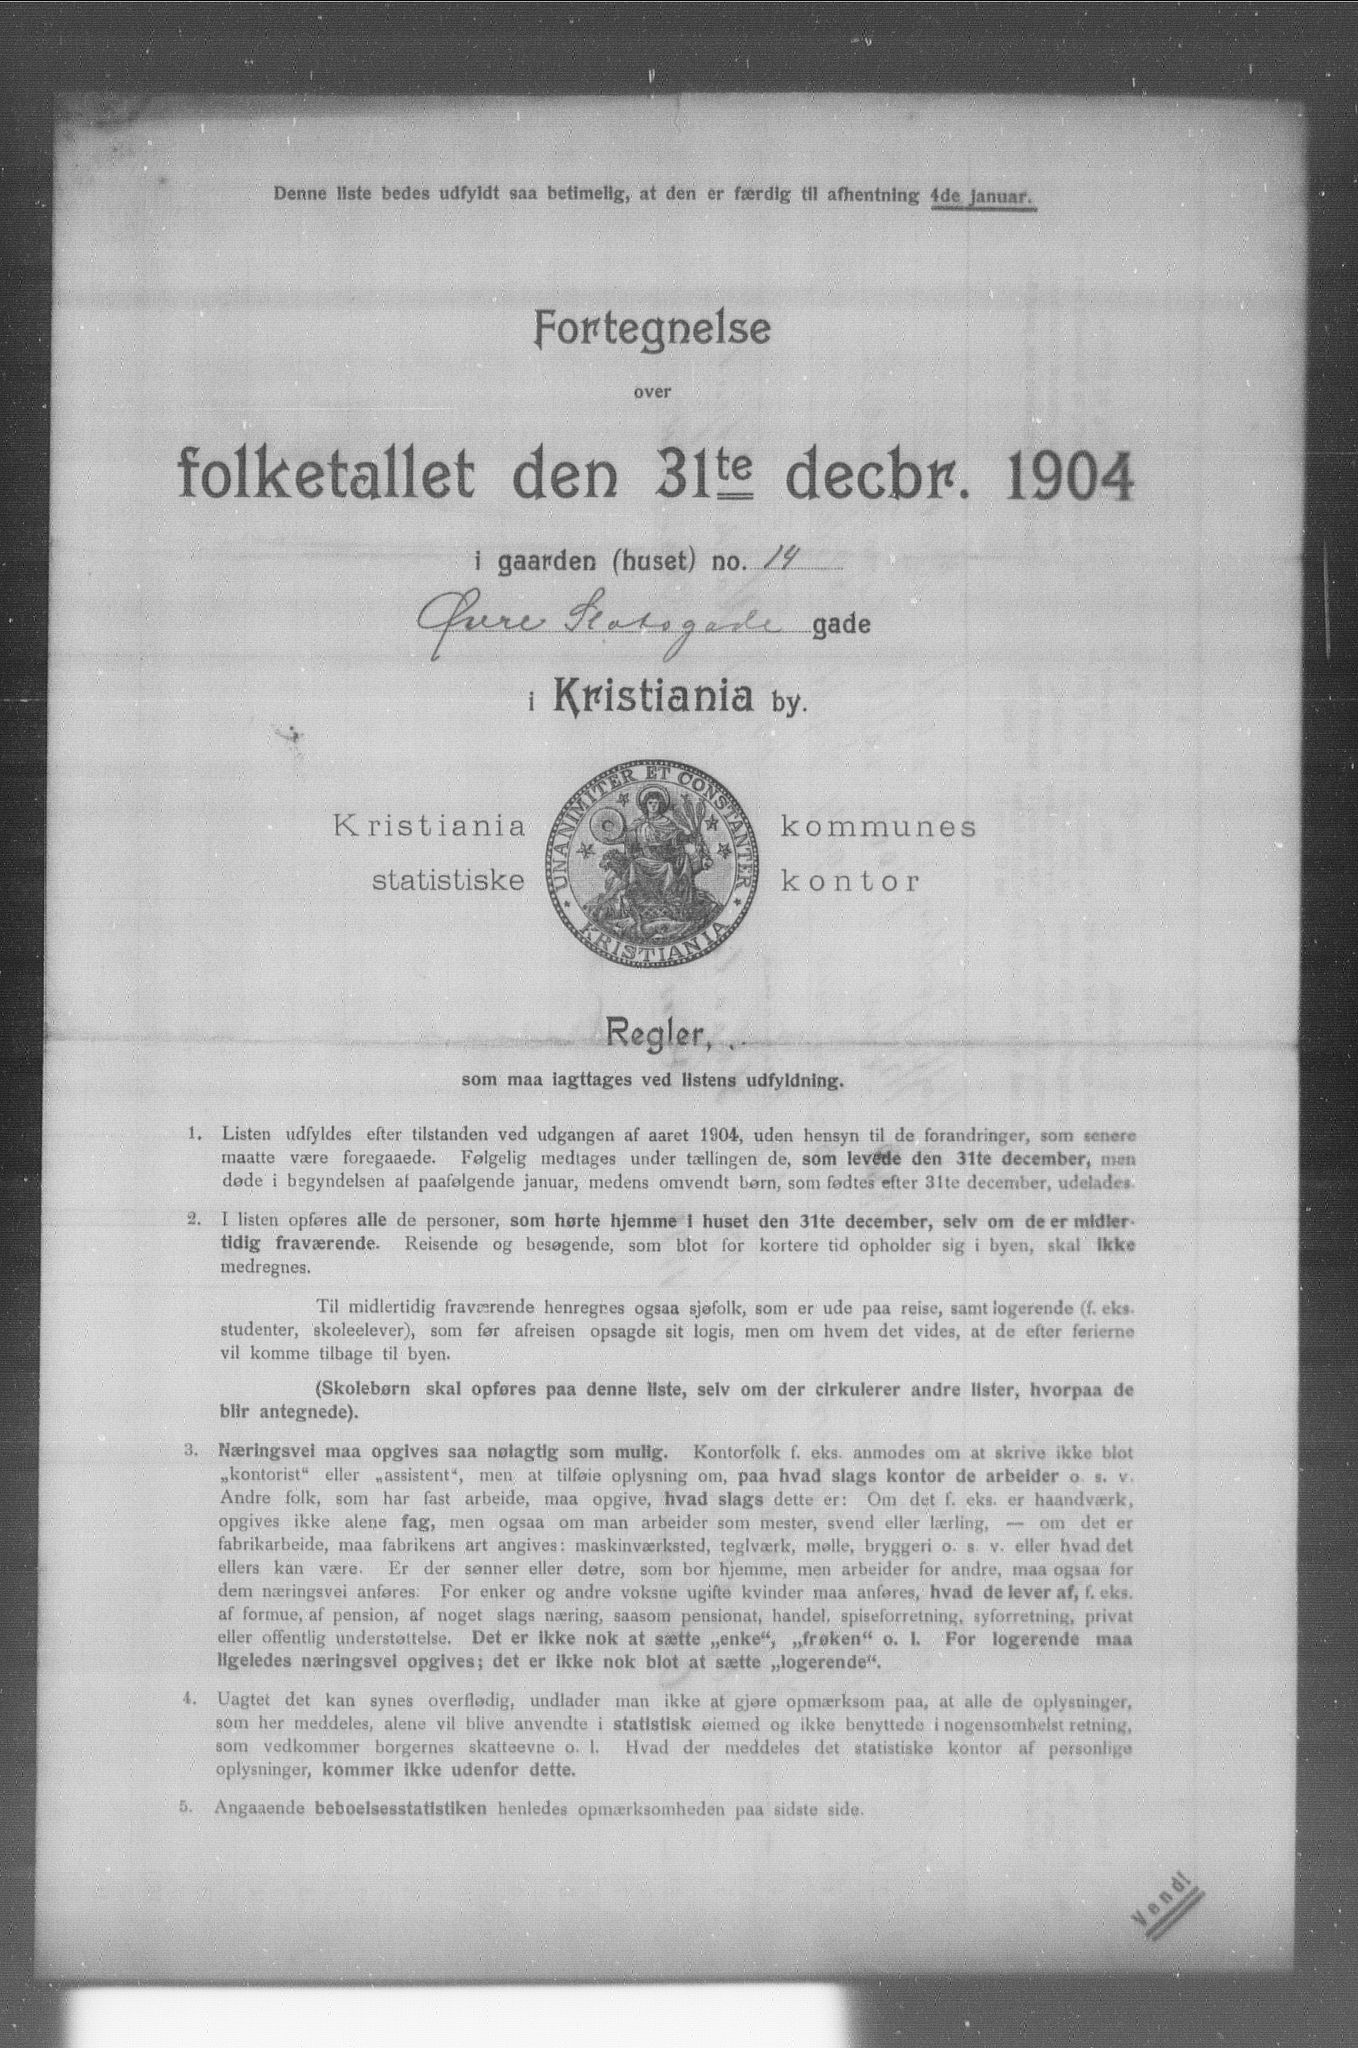 Denne liste bedes udfyldt saa betimelig, at den er færdig til afhentning 4de januar.
Fortegnelse
over
folketallet den 31te decbr. 1904
i gaarden (huset) no. 14
Øvre Slotsgade gade
i Kristiania by.
UNANIMITER ET CONSTANTER
KRISTIANIA
Kristiania kommunes
statistiske kontor
Regler,
som maa iagttages ved listens udfyldning.
1. Listen udfyldes efter tilstanden ved udgangen af aaret 1904, uden hensyn til de forandringer, som senere
maatte være foregaaede. Følgelig medtages under tællingen de, som levede den 31te december, men
døde i begyndelsen af paafølgende januar, medens omvendt børn, som fødtes efter 31te december, udelades.
2. I listen opføres alle de personer, som hørte hjemme i huset den 31te december, selv om de er midler-
tidig fraværende. Reisende og besøgende, som blot for kortere tid opholder sig i byen, skal ikke
medregnes.
Til midlertidig fraværende henregnes ogsaa sjøfolk, som er ude paa reise, samt logerende (f. eks.
studenter, skoleelever), som før afreisen opsagde sit logis, men om hvem det vides, at de efter ferierne
vil komme tilbage til byen.
(Skolebørn skal opføres paa denne liste, selv om der cirkulerer andre lister, hvorpaa de
blir antegnede).
3. Næringsvei maa opgives saa nøiagtig som mulig. Kontorfolk f. eks. anmodes om at skrive ikke blot
„kontorist“ eller „assistent“, men at tilføie oplysning om, paa hvad slags kontor de arbeider o. s. v.
Andre folk, som har fast arbeide, maa opgive, hvad slags dette er: Om det f. eks. er haandværk,
opgives ikke alene fag, men ogsaa om man arbeider som mester, svend eller lærling, — om det er
fabrikarbeide, maa fabrikens art angives: maskinværksted, teglværk, mølle, bryggeri o. s. v. eller hvad det
ellers kan være. Er der sønner eller døtre, som bor hjemme, men arbeider for andre, maa ogsaa for
dem næringsvei anføres. For enker og andre voksne ugifte kvinder maa anføres, hvad de lever af, f. eks.
af formue, af pension, af noget slags næring, saasom pensionat, handel, spiseforretning, syforretning, privat
eller offentlig understøttelse. Det er ikke nok at sætte „enke“, „frøken“ o. l. For logerende maa
ligeledes næringsvei opgives; det er ikke nok blot at sætte „logerende“.
4. Uagtet det kan synes overflødig, undlader man ikke at gjøre opmærksom paa, at alle de oplysninger,
som her meddeles, alene vil blive anvendte i statistisk øiemed og ikke benyttede i nogensomhelst retning,
som vedkommer borgernes skatteevne o. l. Hvad der meddeles det statistiske kontor af personlige
oplysninger, kommer ikke udenfor dette.
5. Angaaende beboelsesstatistiken henledes opmærksomheden paa sidste side.
Vend!